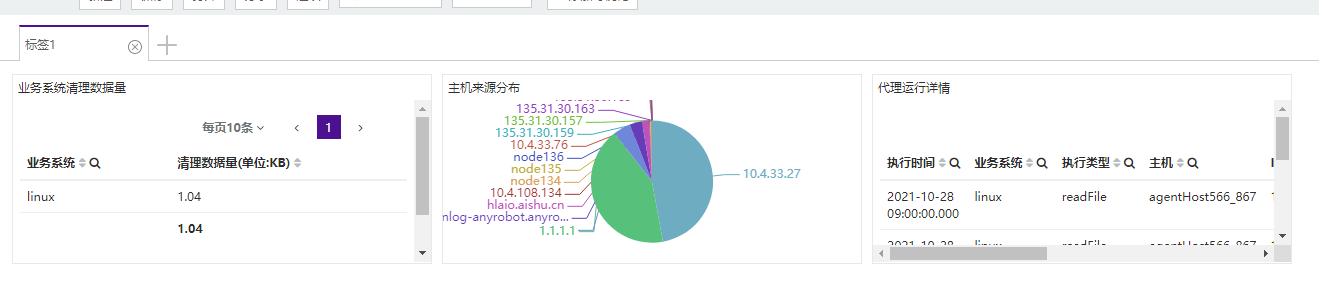 标签1
业务系统清理数据量
每页10条
1
业务系统 清理数据量(单位:KB)
linux 1.04
1.04
主机来源分布
135.31.30.163
135.31.30.157
135.31.30.159
10.4.33.76
node136
node135
node134
10.4.108.134
hlaio.aishu.cn
mlog-anyrobot.anyro...
1.1.1.1
10.4.33.27
代理运行详情
执行时间 业务系统 执行类型 主机
2021-10-28 linux readFile agentHost566_867
09:00:00.000
2021-10-28 linux readFile agentHost566_867